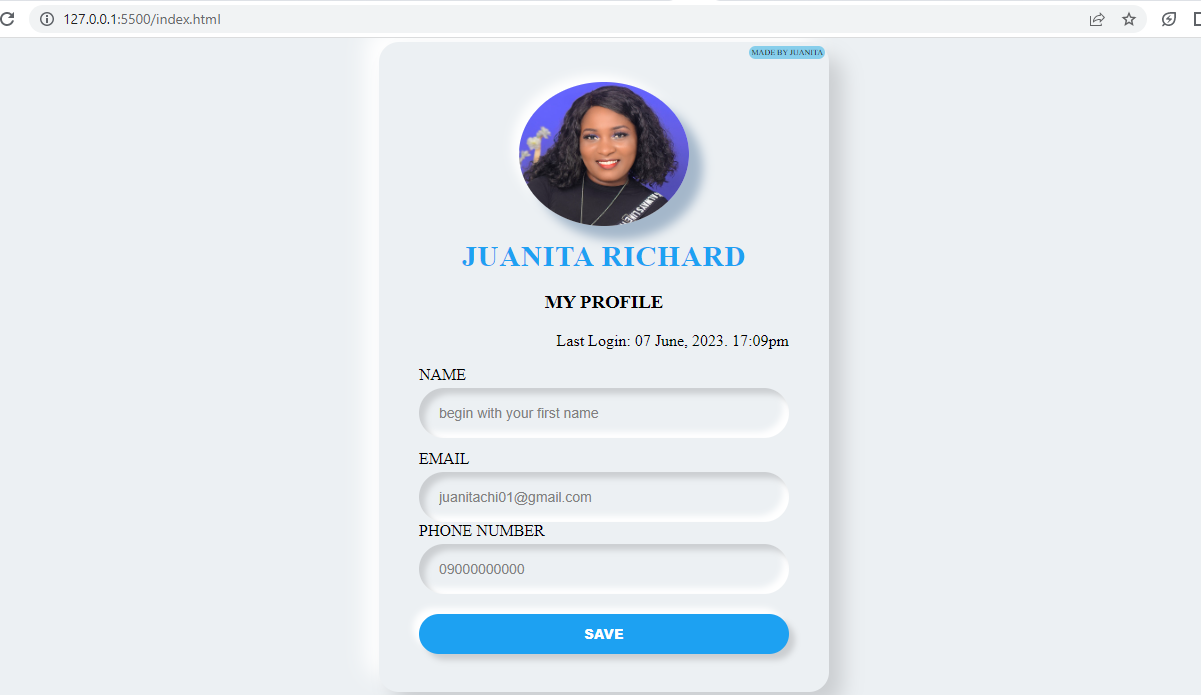 127.0.0.1:5500/index.html
MADE BY JUANITA
JUANITA RICHARD
MY PROFILE
Last Login: 07 June, 2023. 17:09pm
NAME
begin with your first name
EMAIL
juanitachi01@gmail.com
PHONE NUMBER
09000000000
SAVE